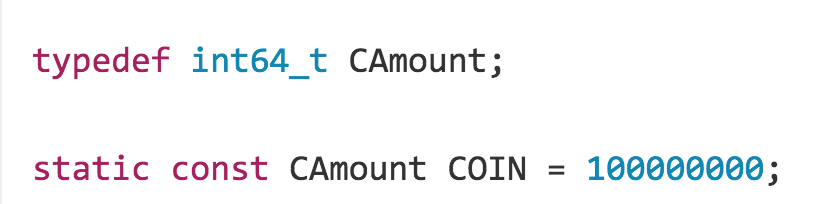 typedef int64_t CAmount;
static const CAmount COIN = 100000000;